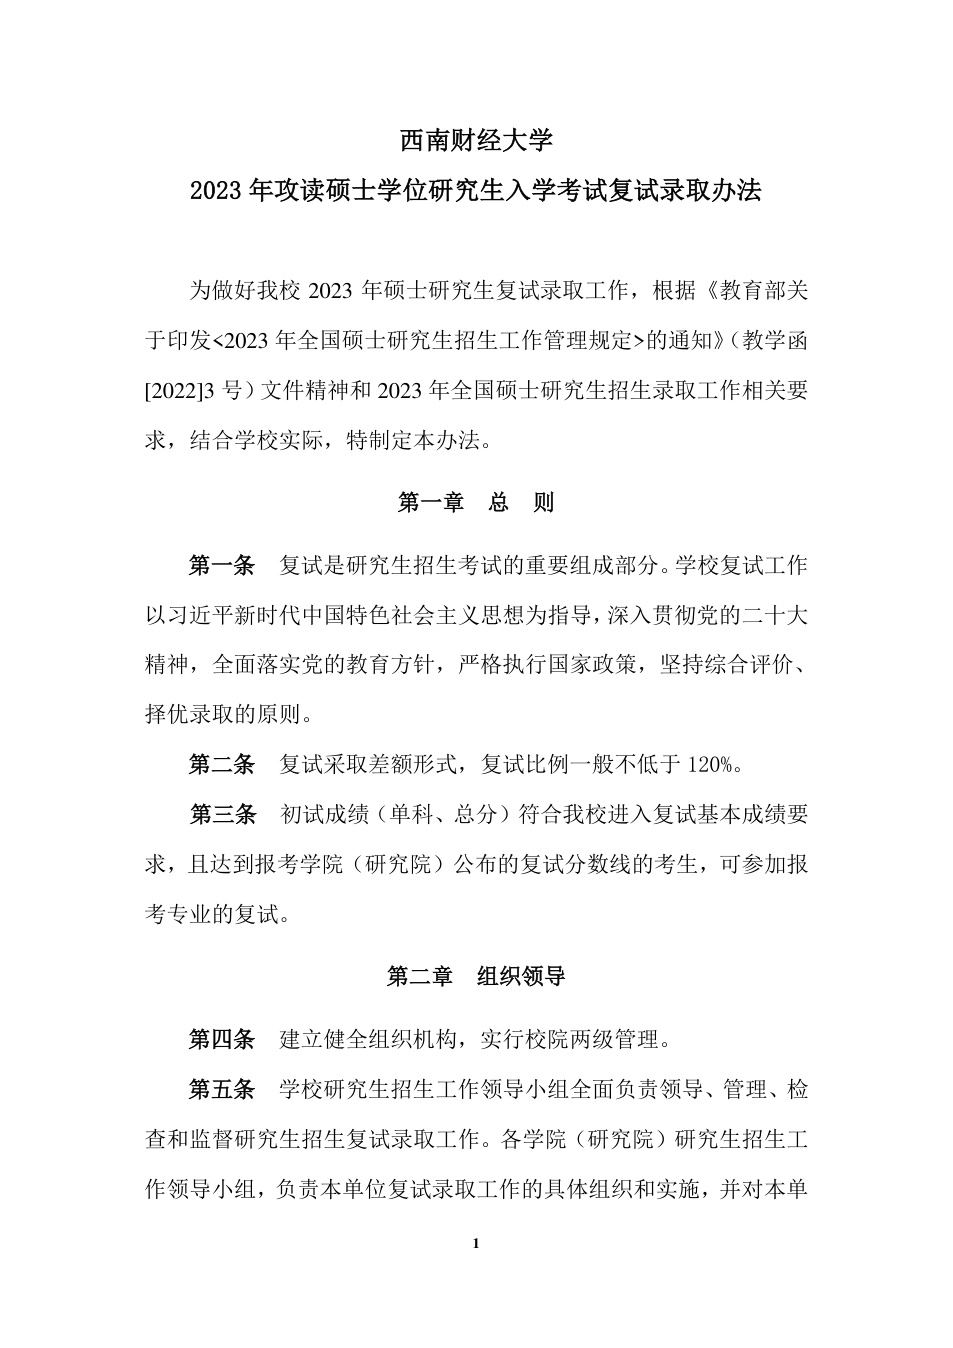 西南财经大学
2023 年攻读硕士学位研究生入学考试复试录取办法
为做好我校 2023 年硕士研究生复试录取工作，根据《教育部关
于印发<2023 年全国硕士研究生招生工作管理规定>的通知》（教学函
[2022]3 号）文件精神和 2023 年全国硕士研究生招生录取工作相关要
求，结合学校实际，特制定本办法。
第一章 总 则
第一条 复试是研究生招生考试的重要组成部分。学校复试工作
以习近平新时代中国特色社会主义思想为指导，深入贯彻党的二十大
精神，全面落实党的教育方针，严格执行国家政策，坚持综合评价、
择优录取的原则。
第二条 复试采取差额形式，复试比例一般不低于 120%。
第三条 初试成绩（单科、总分）符合我校进入复试基本成绩要
求，且达到报考学院（研究院）公布的复试分数线的考生，可参加报
考专业的复试。
第二章 组织领导
第四条 建立健全组织机构，实行校院两级管理。
第五条 学校研究生招生工作领导小组全面负责领导、管理、检
查和监督研究生招生复试录取工作。各学院（研究院）研究生招生工
作领导小组，负责本单位复试录取工作的具体组织和实施，并对本单
1